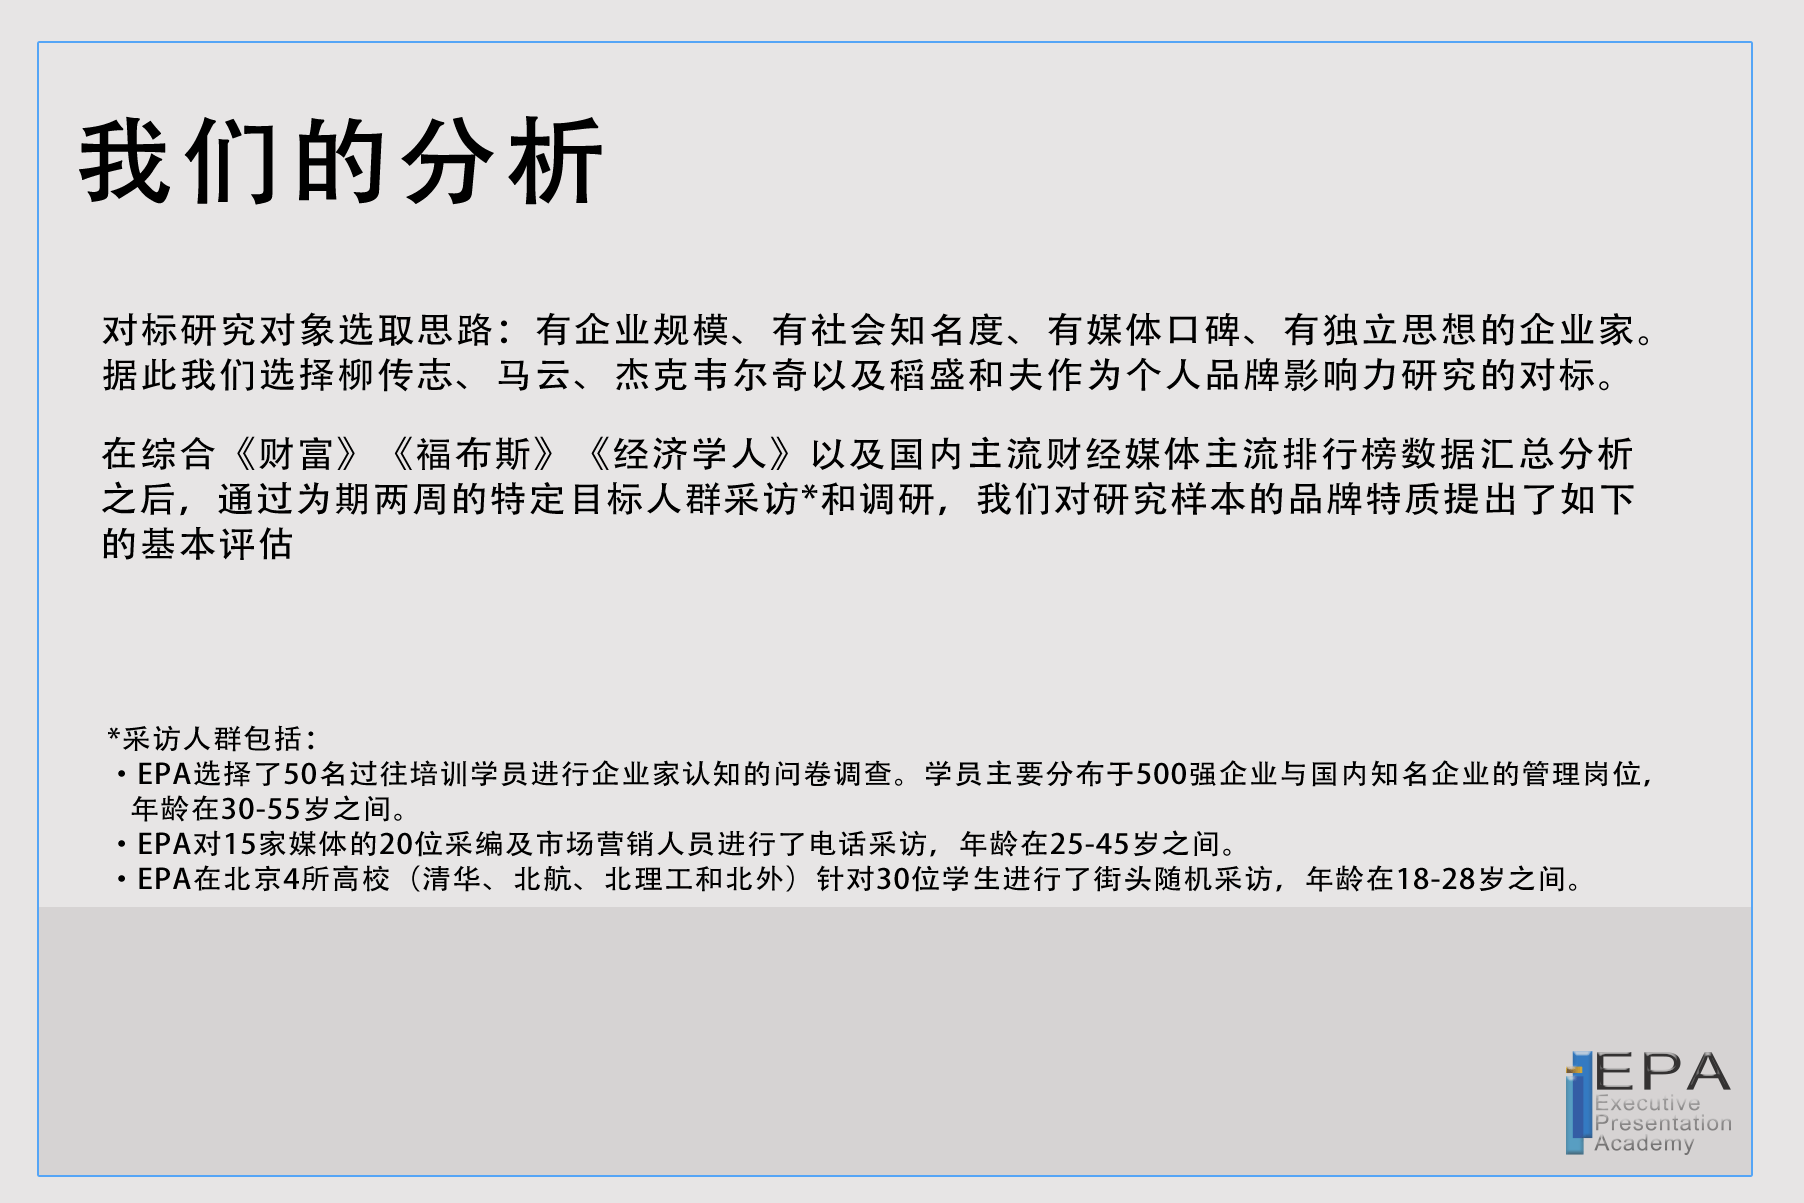 我们的分析
对标研究对象选取思路：有企业规模、有社会知名度、有媒体口碑、有独立思想的企业家。
据此我们选择柳传志、马云、杰克韦尔奇以及稻盛和夫作为个人品牌影响力研究的对标。
在综合《财富》《福布斯》《经济学人》以及国内主流财经媒体主流排行榜数据汇总分析
之后，通过为期两周的特定目标人群采访*和调研，我们对研究样本的品牌特质提出了如下
的基本评估
*采访人群包括：
・EPA选择了50名过往培训学员进行企业家认知的问卷调查。学员主要分布于500强企业与国内知名企业的管理岗位，
年龄在30-55岁之间。
・EPA对15家媒体的20位采编及市场营销人员进行了电话采访，年龄在25-45岁之间。
・EPA在北京4所高校（清华、北航、北理工和北外）针对30位学生进行了街头随机采访，年龄在18-28岁之间。
EPA
Executive
Presentation
Academy